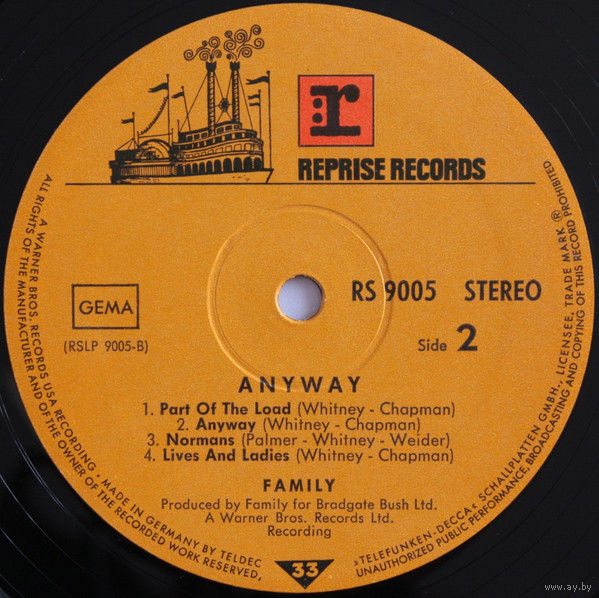 r
REPRISE RECORDS
GEMA
(RSLP 9005-B)
RS 9005 STEREO
Side 2
ANYWAY
1. Part Of The Load (Whitney - Chapman)
2. Anyway (Whitney - Chapman)
3. Normans (Palmer - Whitney - Weider)
4. Lives And Ladies (Whitney - Chapman)
FAMILY
Produced by Family for Bradgate Bush Ltd.
A Warner Bros. Records Ltd.
Recording
33
A WARNER BROS. RECORDS USA RECORDING • MADE IN GERMANY BY TELDEC »TELEFUNKEN-DECCA« SCHALLPLATTEN GMBH., LICENSEE, TRADE MARK ®
ALL RIGHTS OF THE MANUFACTURER AND OF THE OWNER OF THE RECORDED WORK RESERVED, UNAUTHORIZED PUBLIC PERFORMANCE, BROADCASTING AND COPYING OF THIS RECORD PROHIBITED
www.ay.by